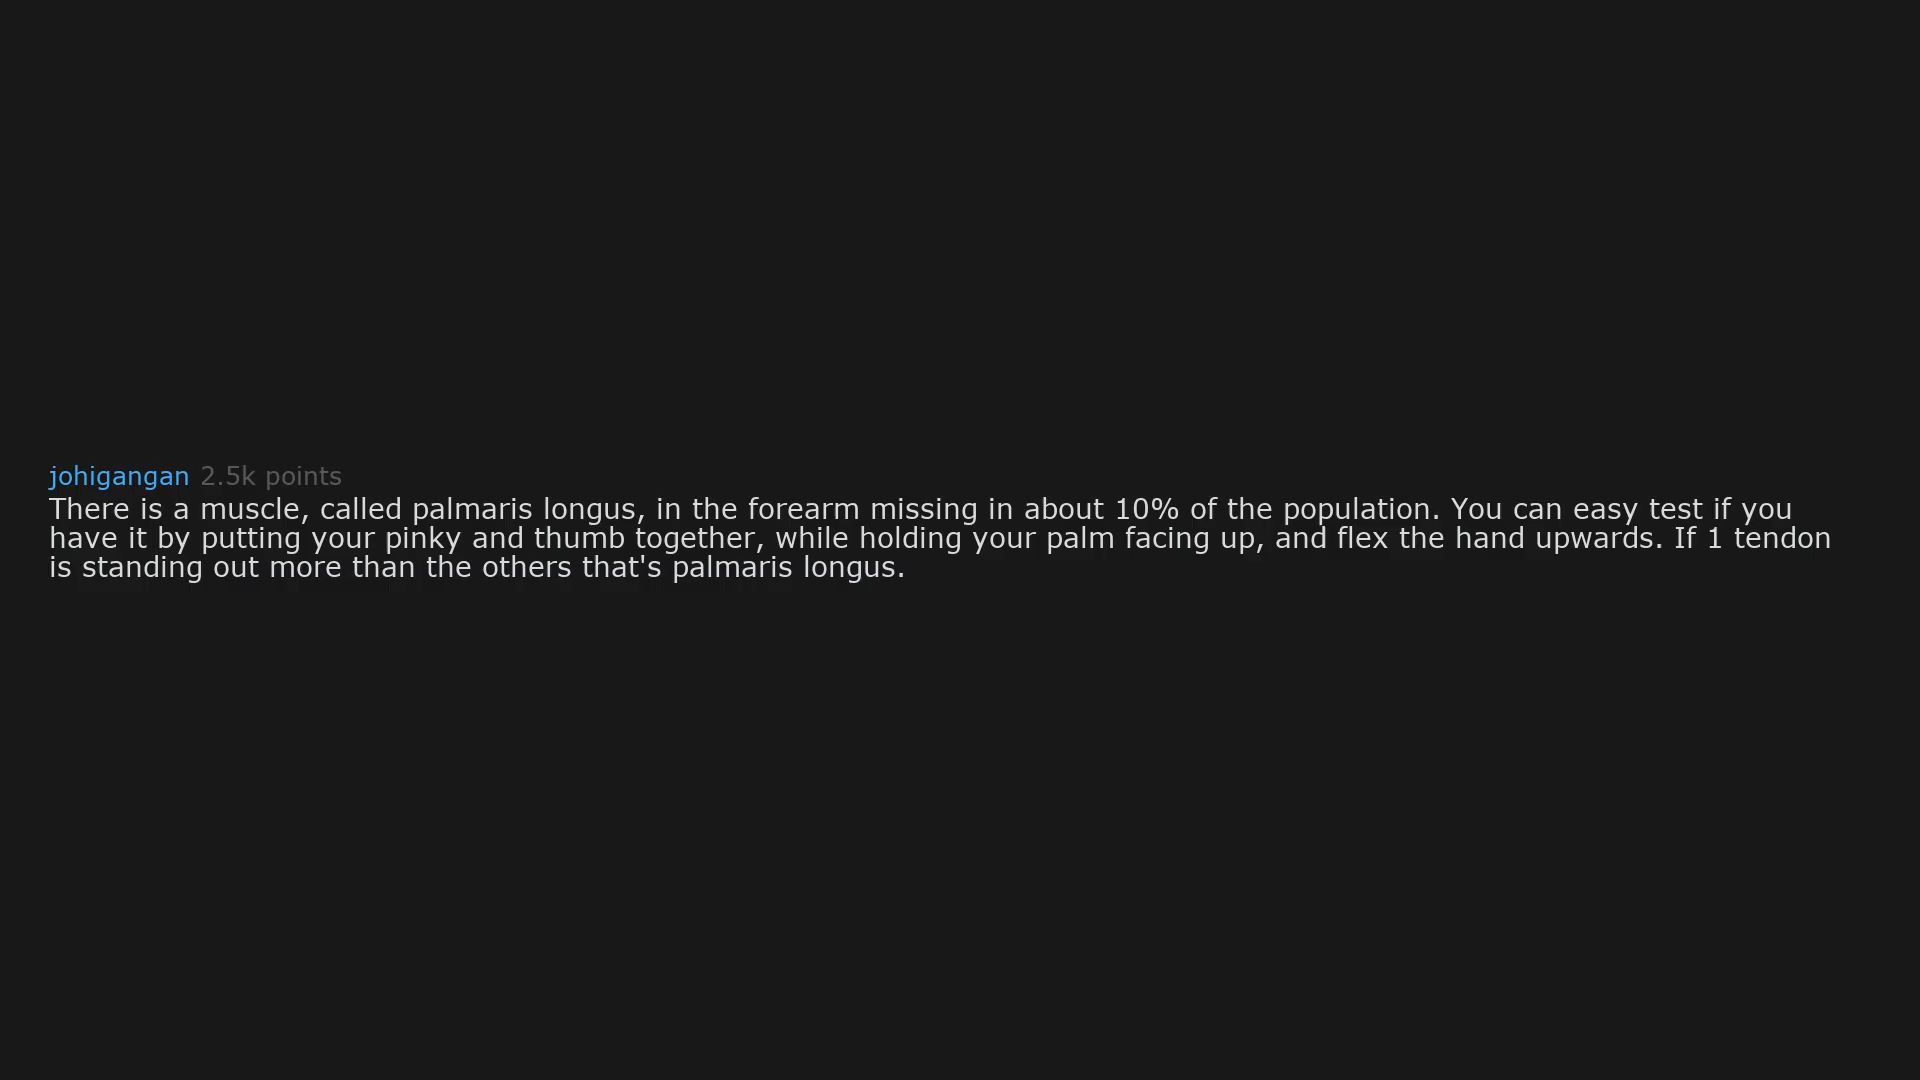 johigangan 2.5k points
There is a muscle, called palmaris longus, in the forearm missing in about 10% of the population. You can easy test if you
have it by putting your pinky and thumb together, while holding your palm facing up, and flex the hand upwards. If 1 tendon
is standing out more than the others that's palmaris longus.